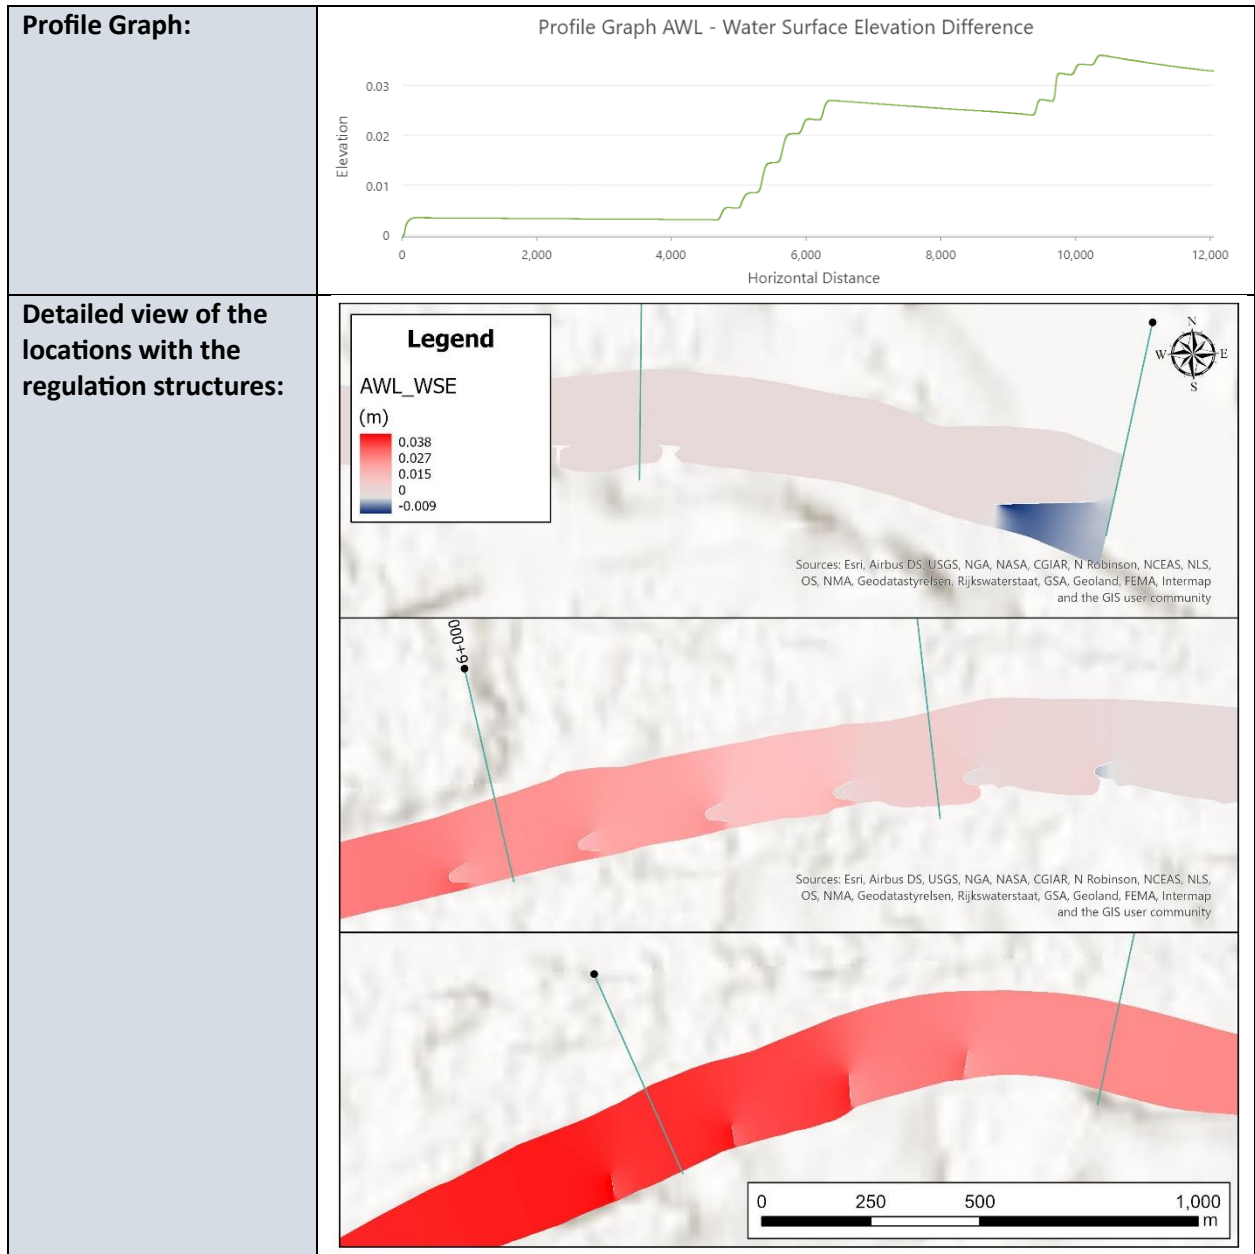 Profile Graph:
Profile Graph AWL - Water Surface Elevation Difference
Elevation
0.03
0.02
0.01
0
0
2,000
4,000
6,000
8,000
10,000
12,000
Horizontal Distance
Detailed view of the
locations with the
regulation structures:
Legend
AWL_WSE
(m)
0.038
0.027
0.015
0
-0.009
N
W
E
S
Sources: Esri, Airbus DS, USGS, NGA, NASA, CGIAR, N Robinson, NCEAS, NLS,
OS, NMA, Geodatastyrelsen, Rijkswaterstaat, GSA, Geoland, FEMA, Intermap
and the GIS user community
6+000
Sources: Esri, Airbus DS, USGS, NGA, NASA, CGIAR, N Robinson, NCEAS, NLS,
OS, NMA, Geodatastyrelsen, Rijkswaterstaat, GSA, Geoland, FEMA, Intermap
and the GIS user community
0
250
500
1,000
m